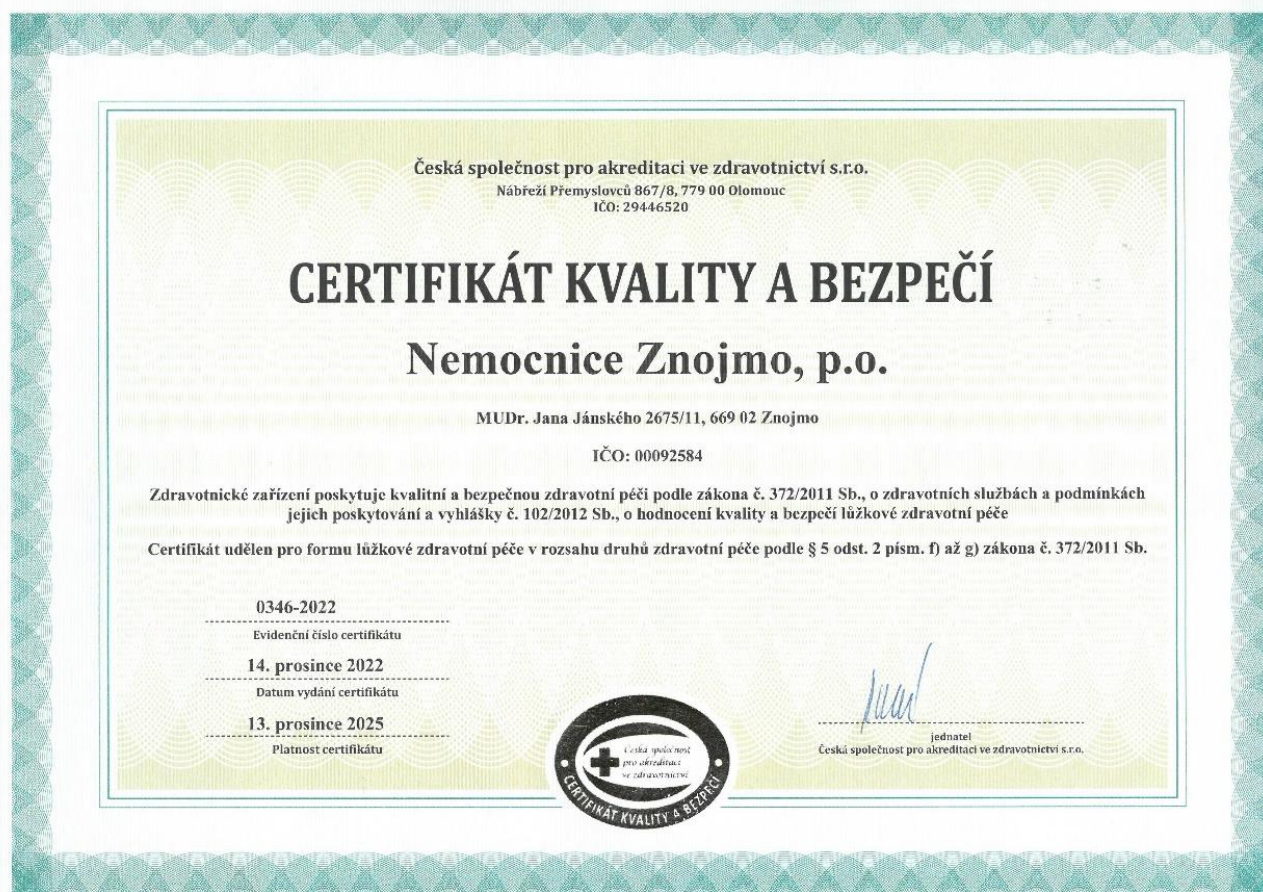 Česká společnost pro akreditaci ve zdravotnictví s.r.o.
Nábřeží Přemyslovců 867/8, 779 00 Olomouc
IČO: 29446520
CERTIFIKÁT KVALITY A BEZPEČÍ
Nemocnice Znojmo, p.o.
MUDr. Jana Jánského 2675/11, 669 02 Znojmo
IČO: 00092584
Zdravotnické zařízení poskytuje kvalitní a bezpečnou zdravotní péči podle zákona č. 372/2011 Sb., o zdravotních službách a podmínkách
jejich poskytování a vyhlášky č. 102/2012 Sb., o hodnocení kvality a bezpečí lůžkové zdravotní péče
Certifikát udělen pro formu lůžkové zdravotní péče v rozsahu druhů zdravotní péče podle § 5 odst. 2 písm. f) až g) zákona č. 372/2011 Sb.
0346-2022
Evidenční číslo certifikátu
14. prosince 2022
Datum vydání certifikátu
13. prosince 2025
Platnost certifikátu
jednatel
Česká společnost pro akreditaci ve zdravotnictví s.r.o.
Česká společnost
pro akreditaci
ve zdravotnictví
CERTIFIKÁT KVALITY A BEZPEČÍ